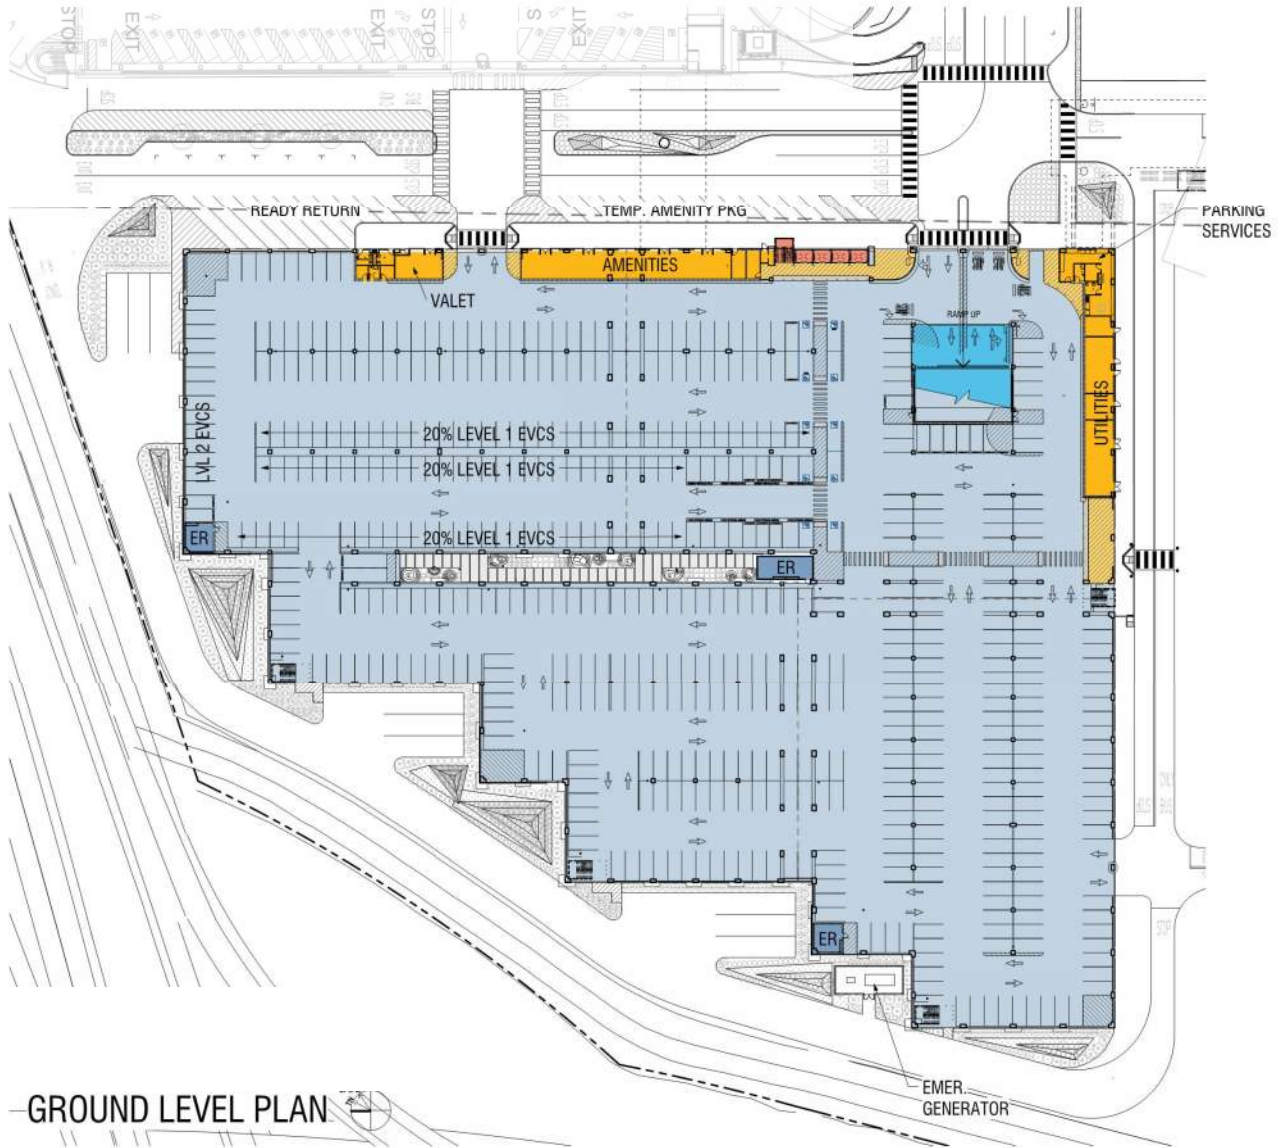 STOP
EXIT
EXIT
STOP
S
EXIT
READY RETURN
TEMP. AMENITY PKG
PARKING
SERVICES
AMENITIES
VALET
RAMP UP
LVL 2 EVCS
20% LEVEL 1 EVCS
UTILITIES
20% LEVEL 1 EVCS
ER
20% LEVEL 1 EVCS
ER
ER
EMER.
GENERATOR
GROUND LEVEL PLAN